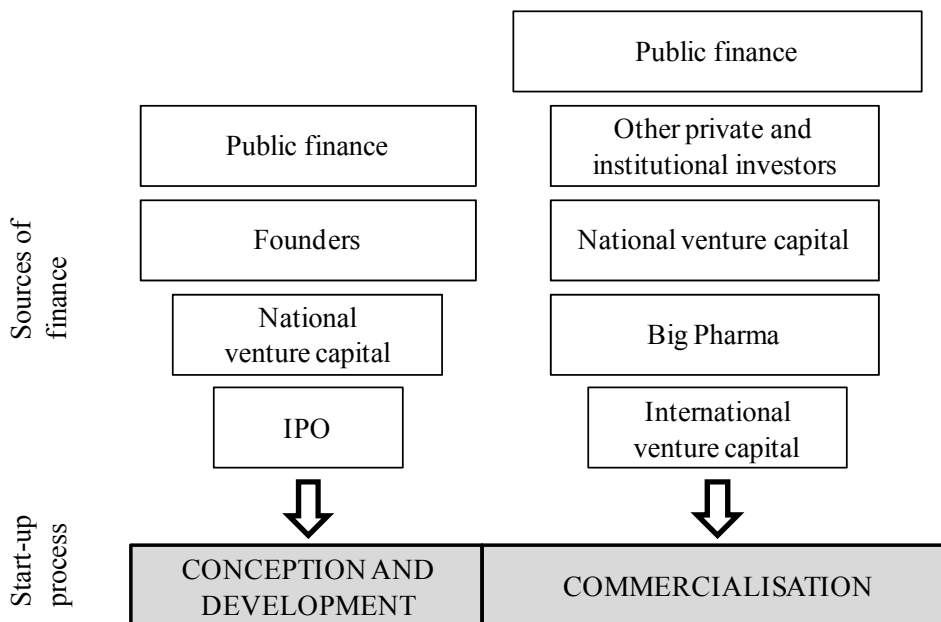 Public finance
Other private and
institutional investors
National venture capital
Big Pharma
International
venture capital
Public finance
Founders
National
venture capital
IPO
Sources of
finance
Start-up
process
CONCEPTION AND
DEVELOPMENT
COMMERCIALISATION